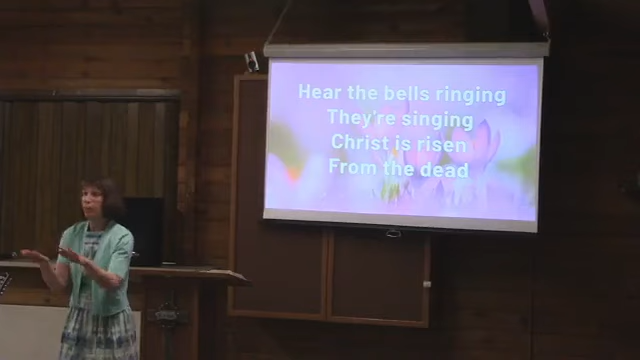 Hear the bells ringing
They're singing
Christ is risen
From the dead